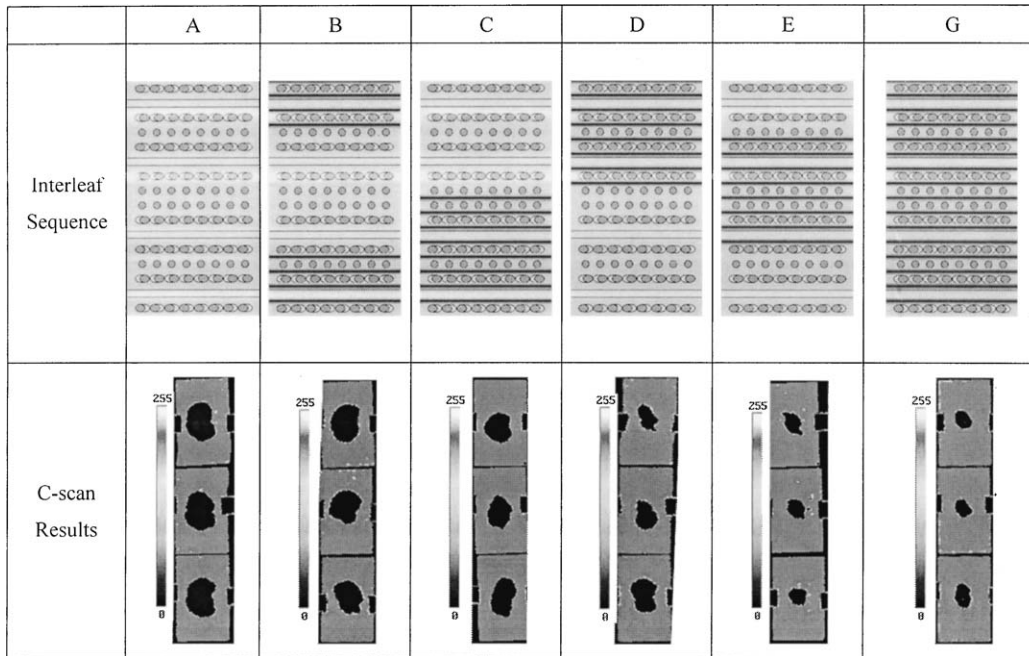 A B C D E G
Interleaf
Sequence
C-scan
Results
255 255 255 255 255 255
0 0 0 0 0 0